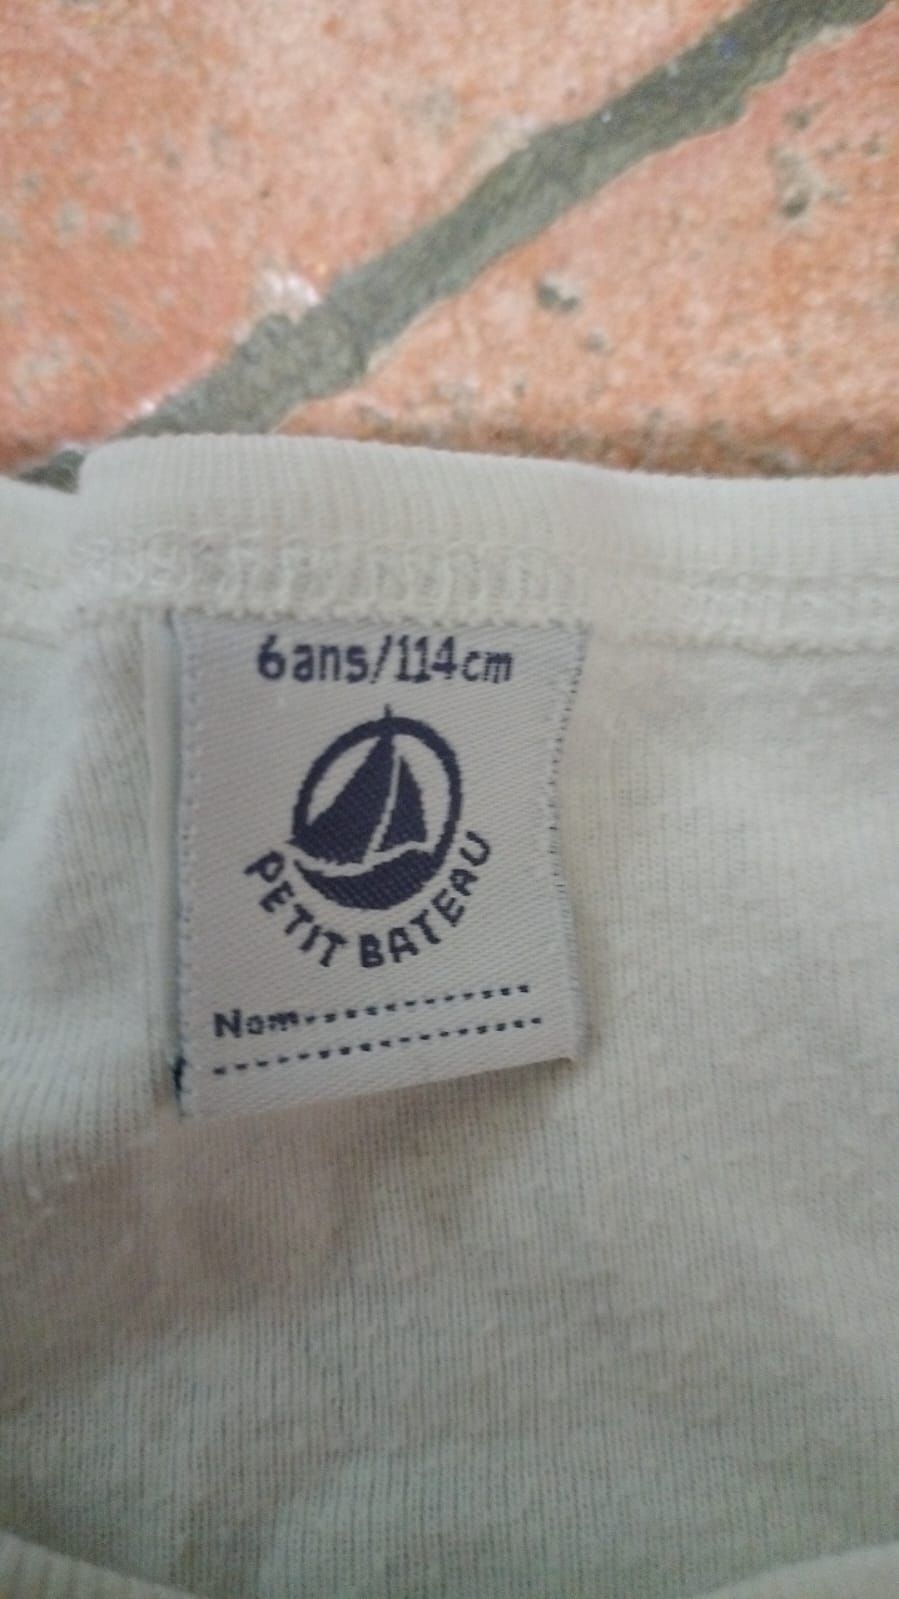 6ans/114cm
PETIT BATEAU
Nom..............
....................